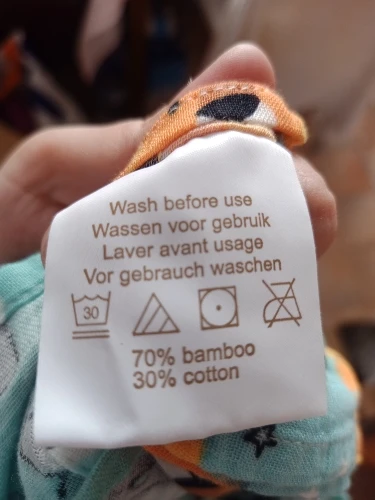 Wash before use
Wassen voor gebruik
Laver avant usage
Vor gebrauch waschen
30
70% bamboo
30% cotton